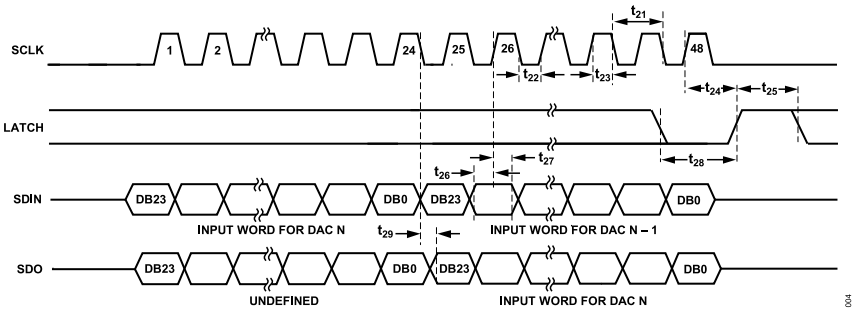 t21
SCLK
1 2 24 25 26 48
t22 t23 t24 t25
LATCH
t28
t26 t27
SDIN
DB23 DB0 DB23 DB0
INPUT WORD FOR DAC N INPUT WORD FOR DAC N – 1
t29
SDO
DB23 DB0 DB23 DB0
UNDEFINED INPUT WORD FOR DAC N
004